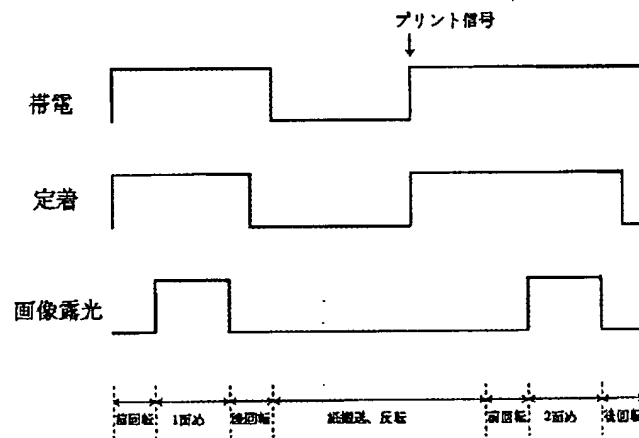 プリント信号
帯電
定着
画像露光
前回転
1面め
後回転
紙搬送、反転
前回転
2面め
後回転